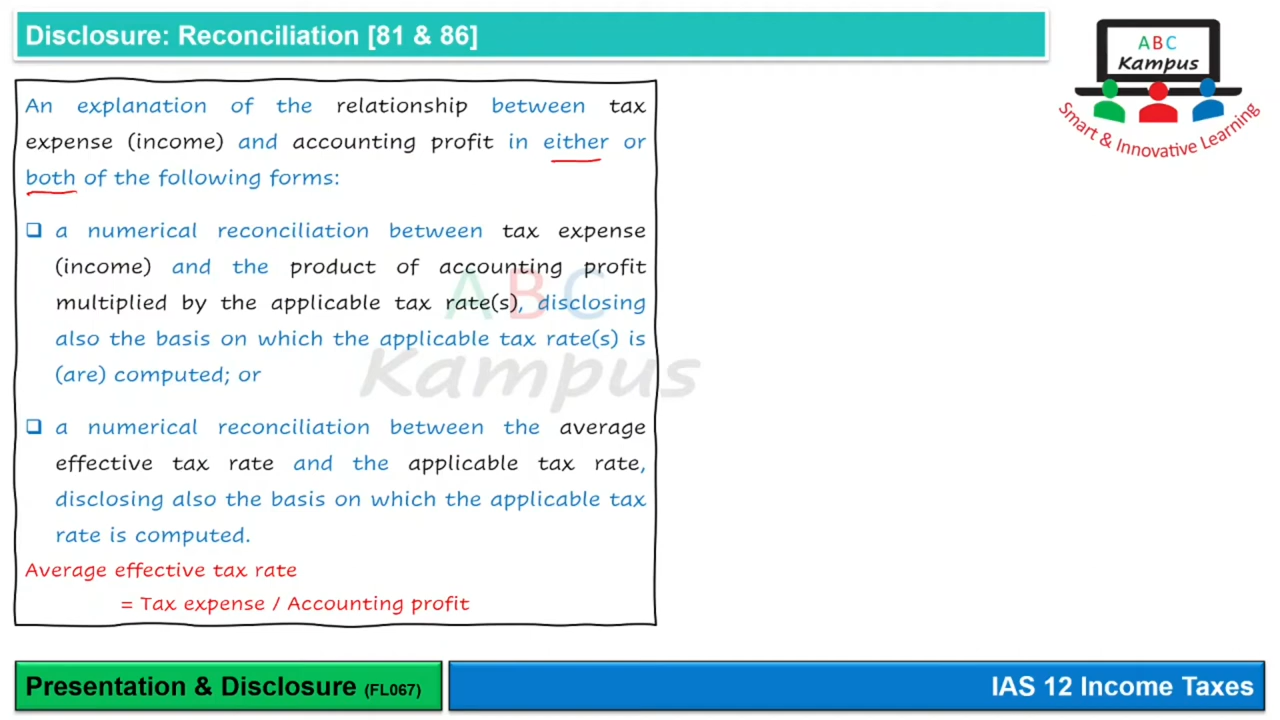 Disclosure: Reconciliation [81 & 86]
A B C
Kampus
Smart & Innovative Learning
An explanation of the relationship between tax
expense (income) and accounting profit in either or
both of the following forms:
❑ a numerical reconciliation between tax expense
(income) and the product of accounting profit
multiplied by the applicable tax rate(s), disclosing
also the basis on which the applicable tax rate(s) is
(are) computed; or
❑ a numerical reconciliation between the average
effective tax rate and the applicable tax rate,
disclosing also the basis on which the applicable tax
rate is computed.
Average effective tax rate
= Tax expense / Accounting profit
ABC
Kampus
Presentation & Disclosure (FL067)
IAS 12 Income Taxes